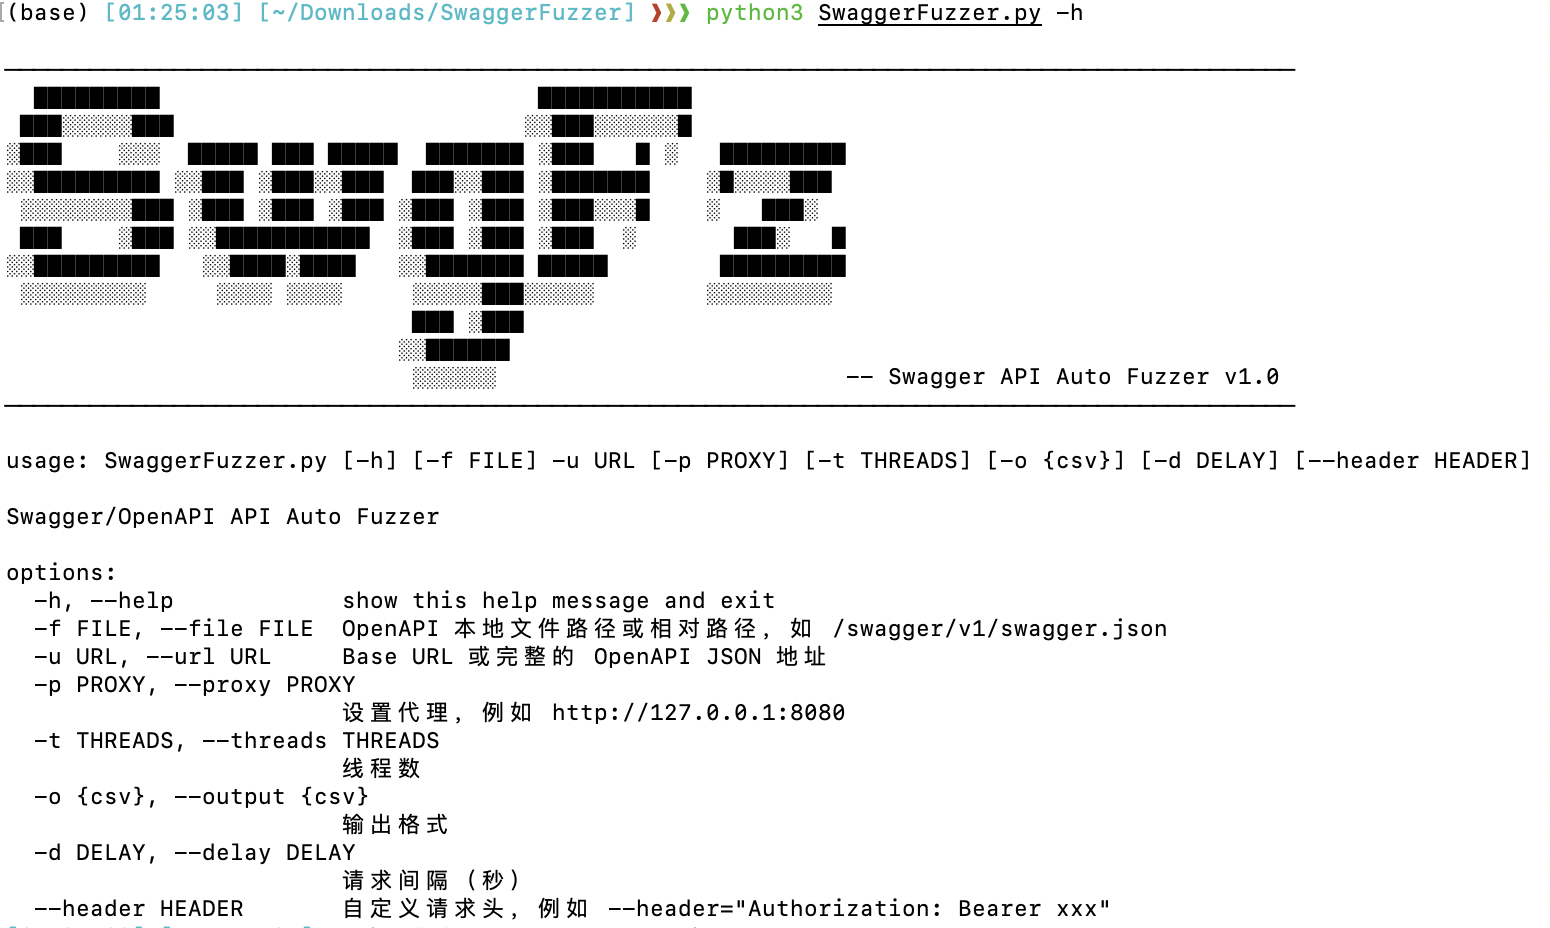 (base) [01:25:03] [~/Downloads/SwaggerFuzzer] ❯❯❯ python3 SwaggerFuzzer.py -h
SwgFz
-- Swagger API Auto Fuzzer v1.0
usage: SwaggerFuzzer.py [-h] [-f FILE] -u URL [-p PROXY] [-t THREADS] [-o {csv}] [-d DELAY] [--header HEADER]
Swagger/OpenAPI API Auto Fuzzer
options:
-h, --help show this help message and exit
-f FILE, --file FILE OpenAPI 本地文件路径或相对路径，如 /swagger/v1/swagger.json
-u URL, --url URL Base URL 或完整的 OpenAPI JSON 地址
-p PROXY, --proxy PROXY
设置代理，例如 http://127.0.0.1:8080
-t THREADS, --threads THREADS
线程数
-o {csv}, --output {csv}
输出格式
-d DELAY, --delay DELAY
请求间隔（秒）
--header HEADER 自定义请求头，例如 --header="Authorization: Bearer xxx"